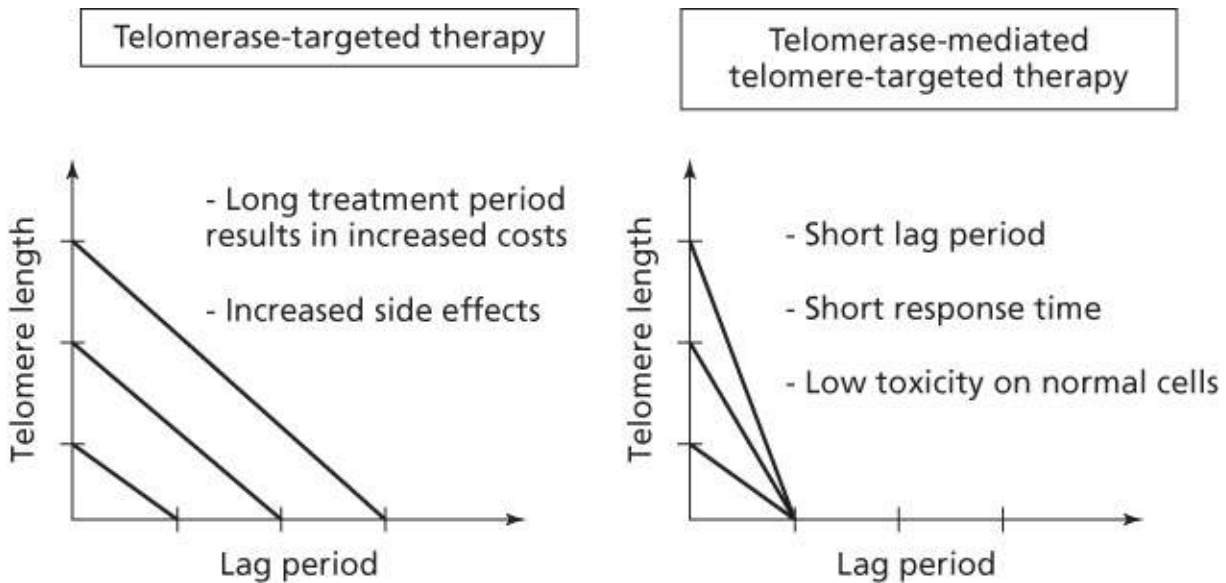 Telomerase-targeted therapy
Telomere length
- Long treatment period
results in increased costs
- Increased side effects
Lag period
Telomerase-mediated
telomere-targeted therapy
Telomere length
- Short lag period
- Short response time
- Low toxicity on normal cells
Lag period